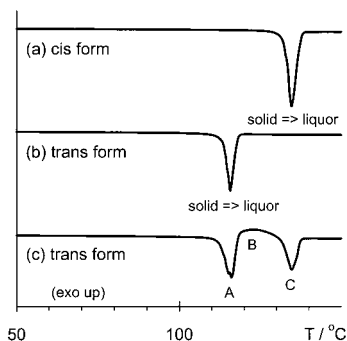 (a) cis form
solid => liquor
(b) trans form
solid => liquor
(c) trans form
B
(exo up)
A
C
50
100
T / °C